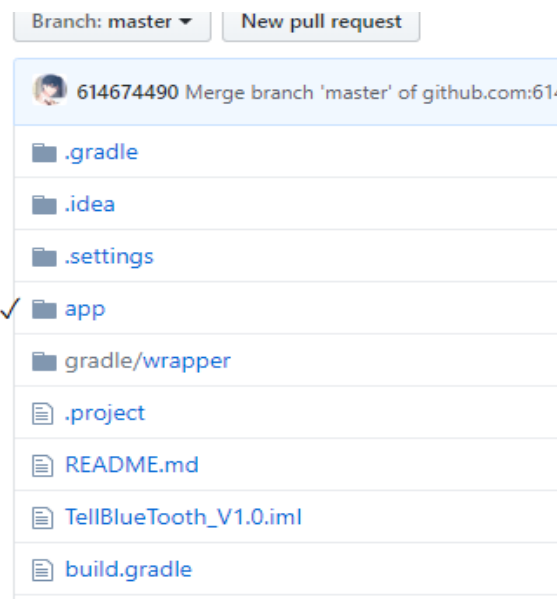 Branch: master
New pull request
614674490 Merge branch 'master' of github.com:614
.gradle
.idea
.settings
app
gradle/wrapper
.project
README.md
TellBlueTooth_V1.0.iml
build.gradle